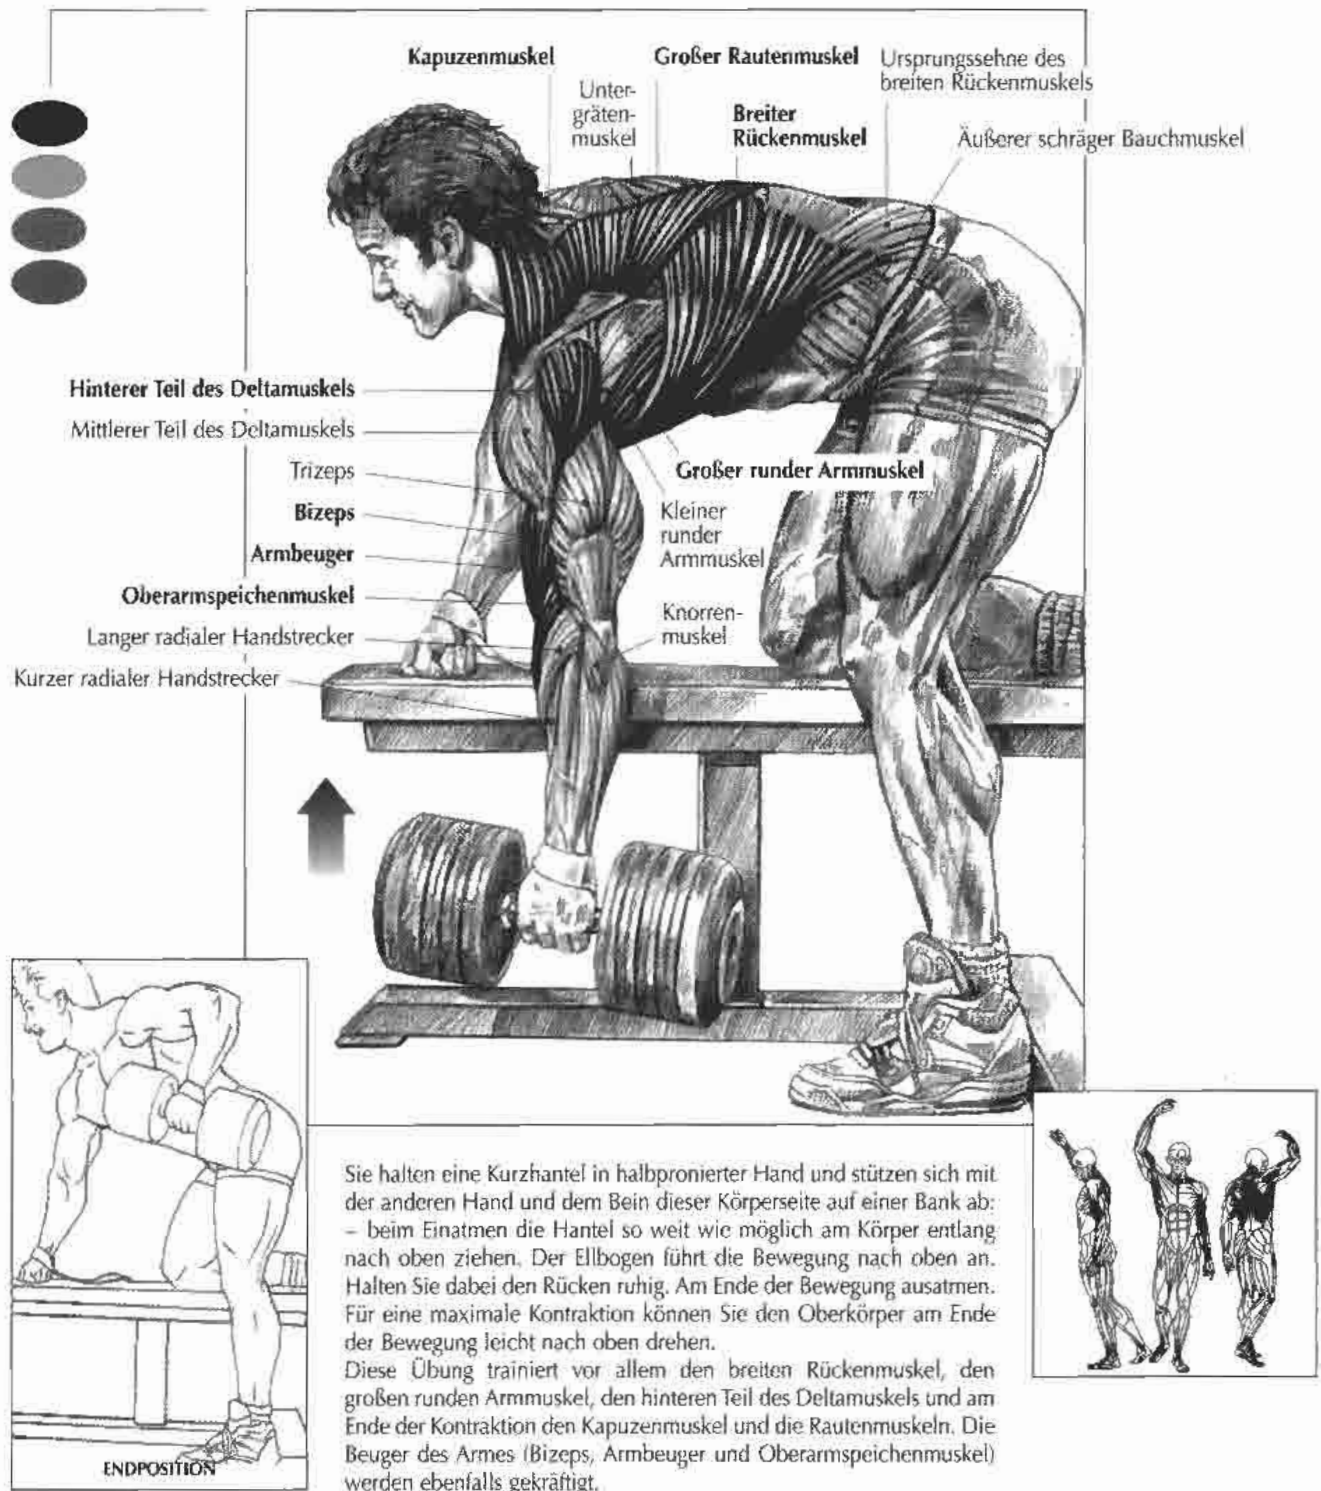 Kapuzenmuskel
Großer Rautenmuskel
Ursprungssehne des
breiten Rückenmuskels
Unter-
gräten-
muskel
Breiter
Rückenmuskel
Äußerer schräger Bauchmuskel
Hinterer Teil des Deltamuskels
Mittlerer Teil des Deltamuskels
Trizeps
Bizeps
Armbeuger
Oberarmspeichenmuskel
Langer radialer Handstrecker
Kurzer radialer Handstrecker
Großer runder Armmuskel
Kleiner
runder
Armmuskel
Knorren-
muskel
Sie halten eine Kurzhantel in halbpronierter Hand und stützen sich mit
der anderen Hand und dem Bein dieser Körperseite auf einer Bank ab:
– beim Einatmen die Hantel so weit wie möglich am Körper entlang
nach oben ziehen. Der Ellbogen führt die Bewegung nach oben an.
Halten Sie dabei den Rücken ruhig. Am Ende der Bewegung ausatmen.
Für eine maximale Kontraktion können Sie den Oberkörper am Ende
der Bewegung leicht nach oben drehen.
Diese Übung trainiert vor allem den breiten Rückenmuskel, den
großen runden Armmuskel, den hinteren Teil des Deltamuskels und am
Ende der Kontraktion den Kapuzenmuskel und die Rautenmuskeln. Die
Beuger des Armes (Bizeps, Armbeuger und Oberarmspeichenmuskel)
werden ebenfalls gekräftigt.
ENDPOSITION